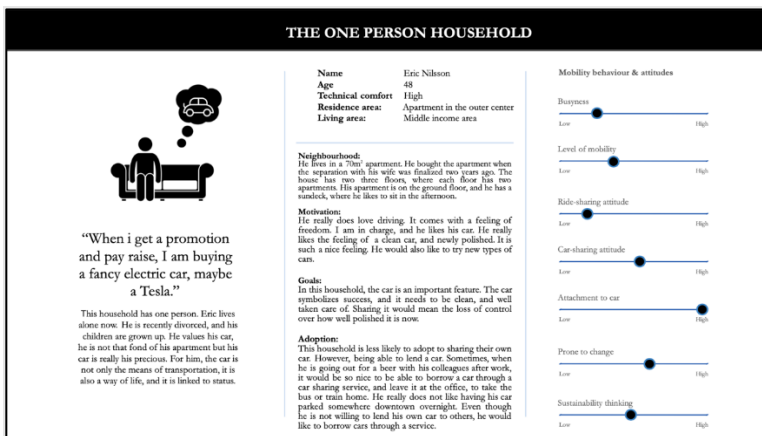 THE ONE PERSON HOUSEHOLD
“When i get a promotion
and pay raise, I am buying
a fancy electric car, maybe
a Tesla.”
This household has one person. Eric lives
alone now. He is recently divorced, and his
children are grown up. He values his car,
he is not that fond of his apartment but his
car is really his precious. For him, the car is
not only the means of transportation, it is
also a way of life, and it is linked to status.
Name Eric Nilsson
Age 48
Technical comfort High
Residence area: Apartment in the outer center
Living area: Middle income area
Neighbourhood:
He lives in a 70m² apartment. He bought the apartment when
the separation with his wife was finalized two years ago. The
house has two three floors, where each floor has two
apartments. His apartment is on the ground floor, and he has a
sundeck, where he likes to sit in the afternoon.
Motivation:
He really does love driving. It comes with a feeling of
freedom. I am in charge, and he likes his car. He really
likes the feeling of a clean car, and newly polished. It is
such a nice feeling. He would also like to try new types of
cars.
Goals:
In this household, the car is an important feature. The car
symbolizes success, and it needs to be clean, and well
taken care of. Sharing it would mean the loss of control
over how well polished it is now.
Adoption:
This household is less likely to adopt to sharing their own
car. However, being able to lend a car. Sometimes, when
he is going out for a beer with his colleagues after work,
it would be so nice to be able to borrow a car through a
car sharing service, and leave it at the office, to take the
bus or train home. He really does not like having his car
parked somewhere downtown overnight. Even though
he is not willing to lend his own car to others, he would
like to borrow cars through a service.
Mobility behaviour & attitudes
Busyness
Low High
Level of mobility
Low High
Ride-sharing attitude
Low High
Car-sharing attitude
Low High
Attachment to car
Low High
Prone to change
Low High
Sustainability thinking
Low High